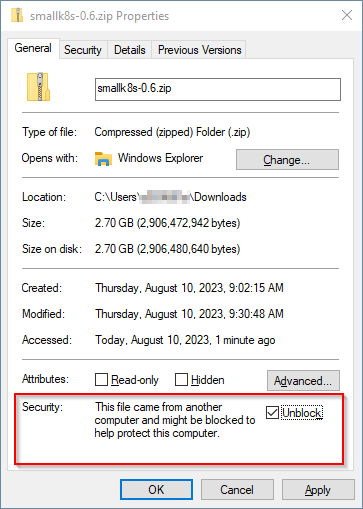 smallk8s-0.6.zip Properties
General Security Details Previous Versions
smallk8s-0.6.zip
Type of file: Compressed (zipped) Folder (.zip)
Opens with: Windows Explorer Change...
Location: C:\Users\ \Downloads
Size: 2.70 GB (2,906,472,942 bytes)
Size on disk: 2.70 GB (2,906,480,640 bytes)
Created: Thursday, August 10, 2023, 9:02:15 AM
Modified: Thursday, August 10, 2023, 9:30:48 AM
Accessed: Today, August 10, 2023, 1 minute ago
Attributes: Read-only Hidden Advanced...
Security: This file came from another Unblock
computer and might be blocked to
help protect this computer.
OK Cancel Apply